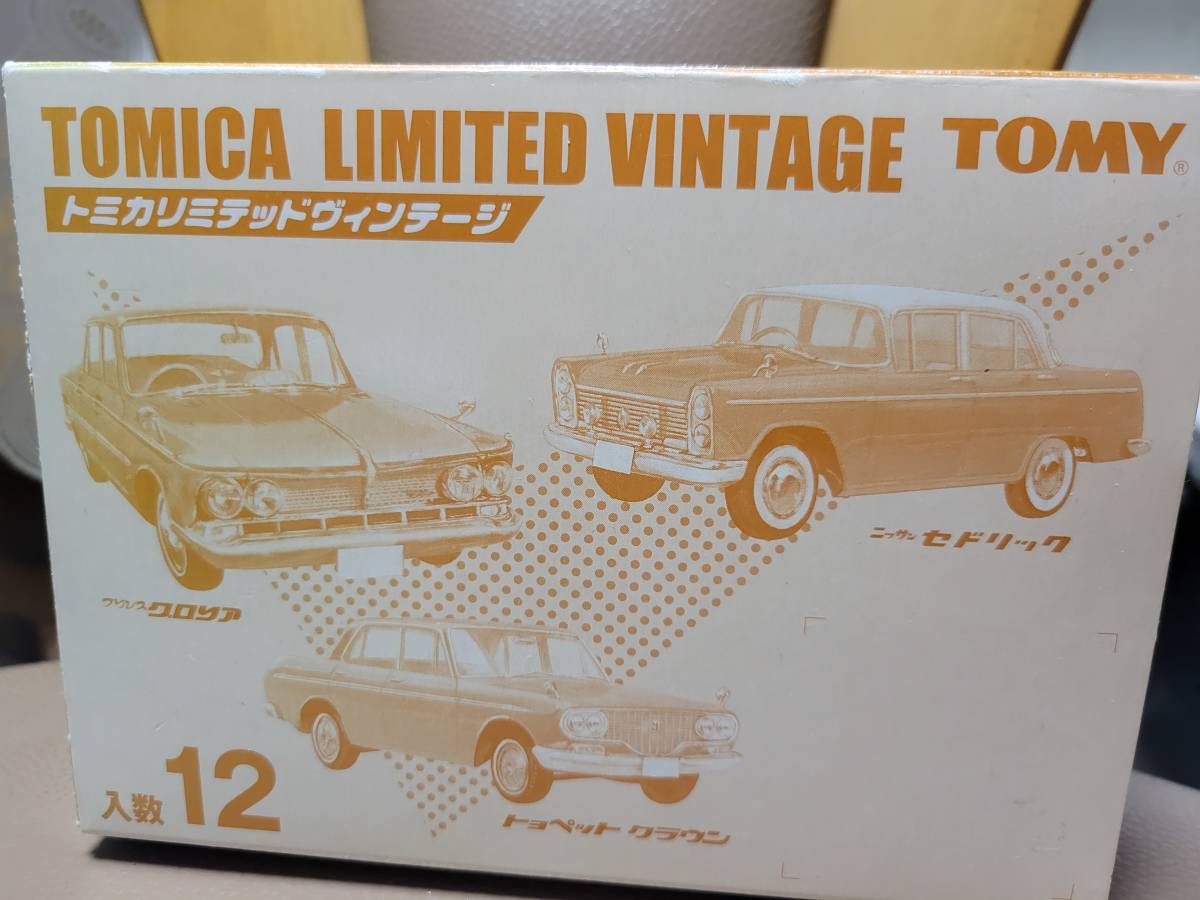 TOMICA LIMITED VINTAGE TOMY®
トミカリミテッドヴィンテージ
ニッサン セドリック
プリンス グロリア
入数 12
トヨペット クラウン